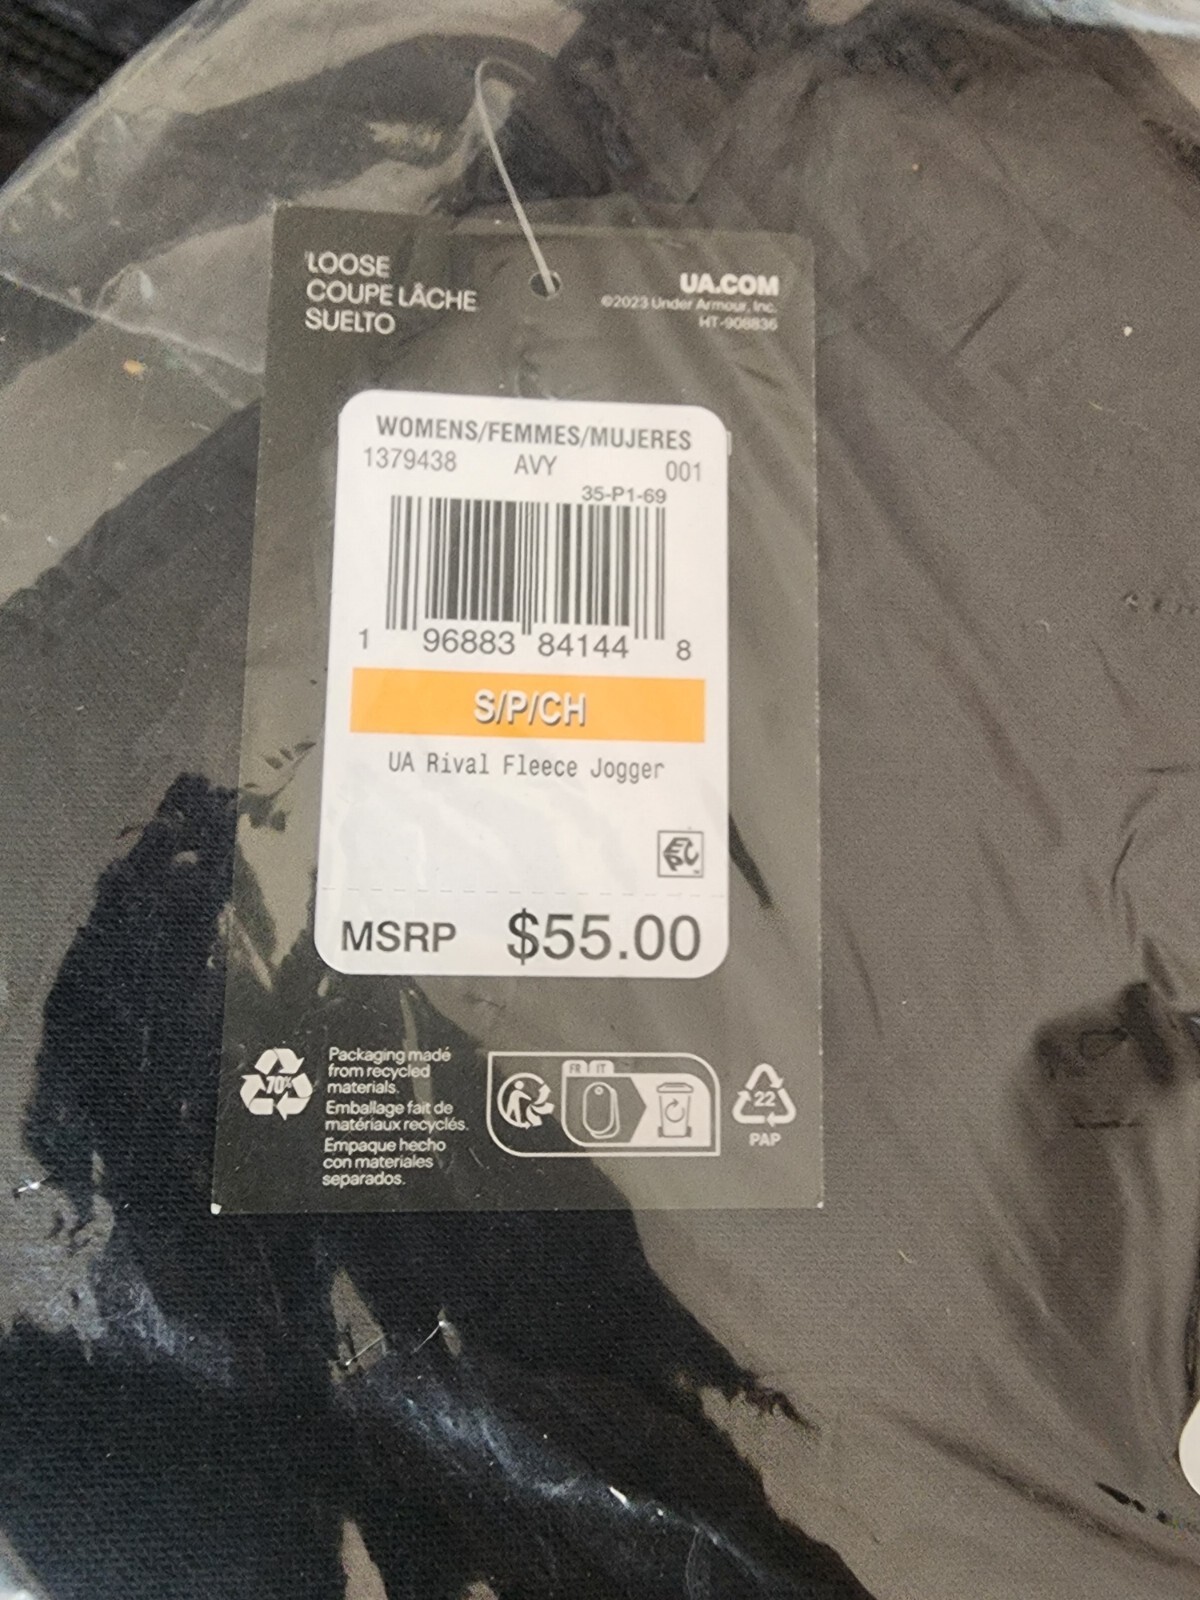 LOOSE
COUPE LÂCHE
SUELTO
UA.COM
©2023 Under Armour, Inc.
HT-908836
WOMENS/FEMMES/MUJERES
1379438 AVY 001
35-P1-69
1 96883 84144 8
S/P/CH
UA Rival Fleece Jogger
EPC
MSRP $55.00
70%
Packaging made
from recycled
materials.
Emballage fait de
matériaux recyclés.
Empaque hecho
con materiales
separados.
FR IT
22
PAP